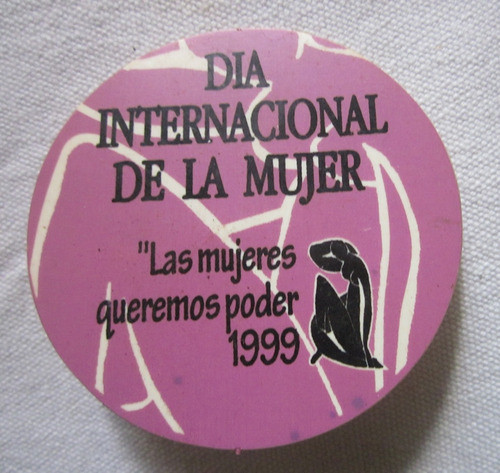 DIA
INTERNACIONAL
DE LA MUJER
"Las mujeres
queremos poder
1999